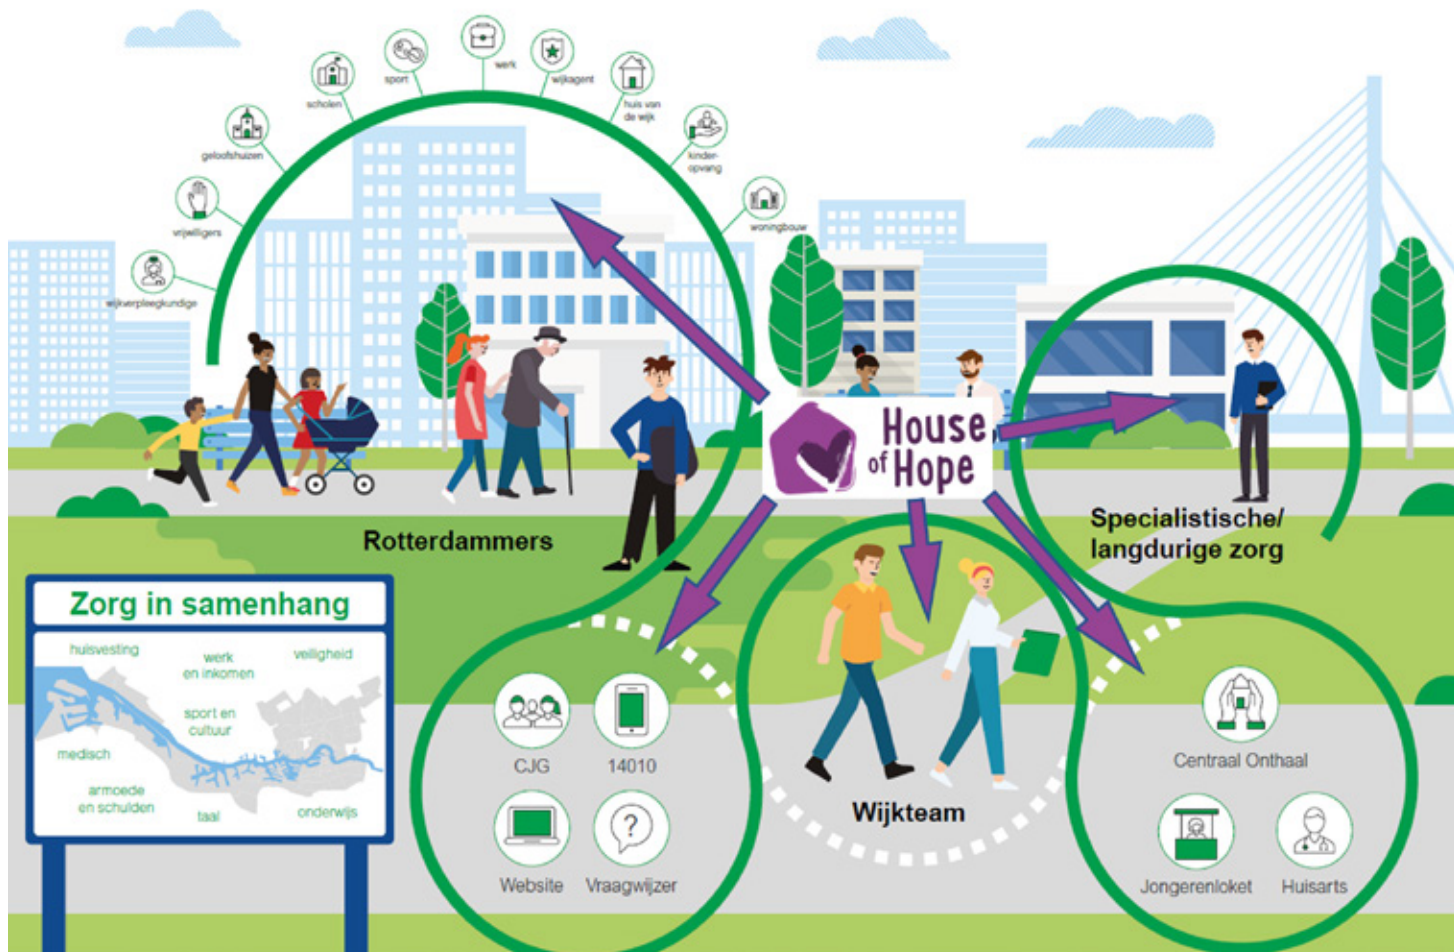 werk
sport
wijkagent
scholen
huis van
de wijk
geloofshuizen
kinder-
opvang
vrijwilligers
woningbouw
wijkverpleegkundige
House
of Hope
Rotterdammers
Specialistische/
langdurige zorg
Zorg in samenhang
huisvesting
werk
en inkomen
veiligheid
sport en
cultuur
medisch
armoede
en schulden
taal
onderwijs
CJG
14010
Website
Vraagwijzer
Wijkteam
Centraal Onthaal
Jongerenloket
Huisarts